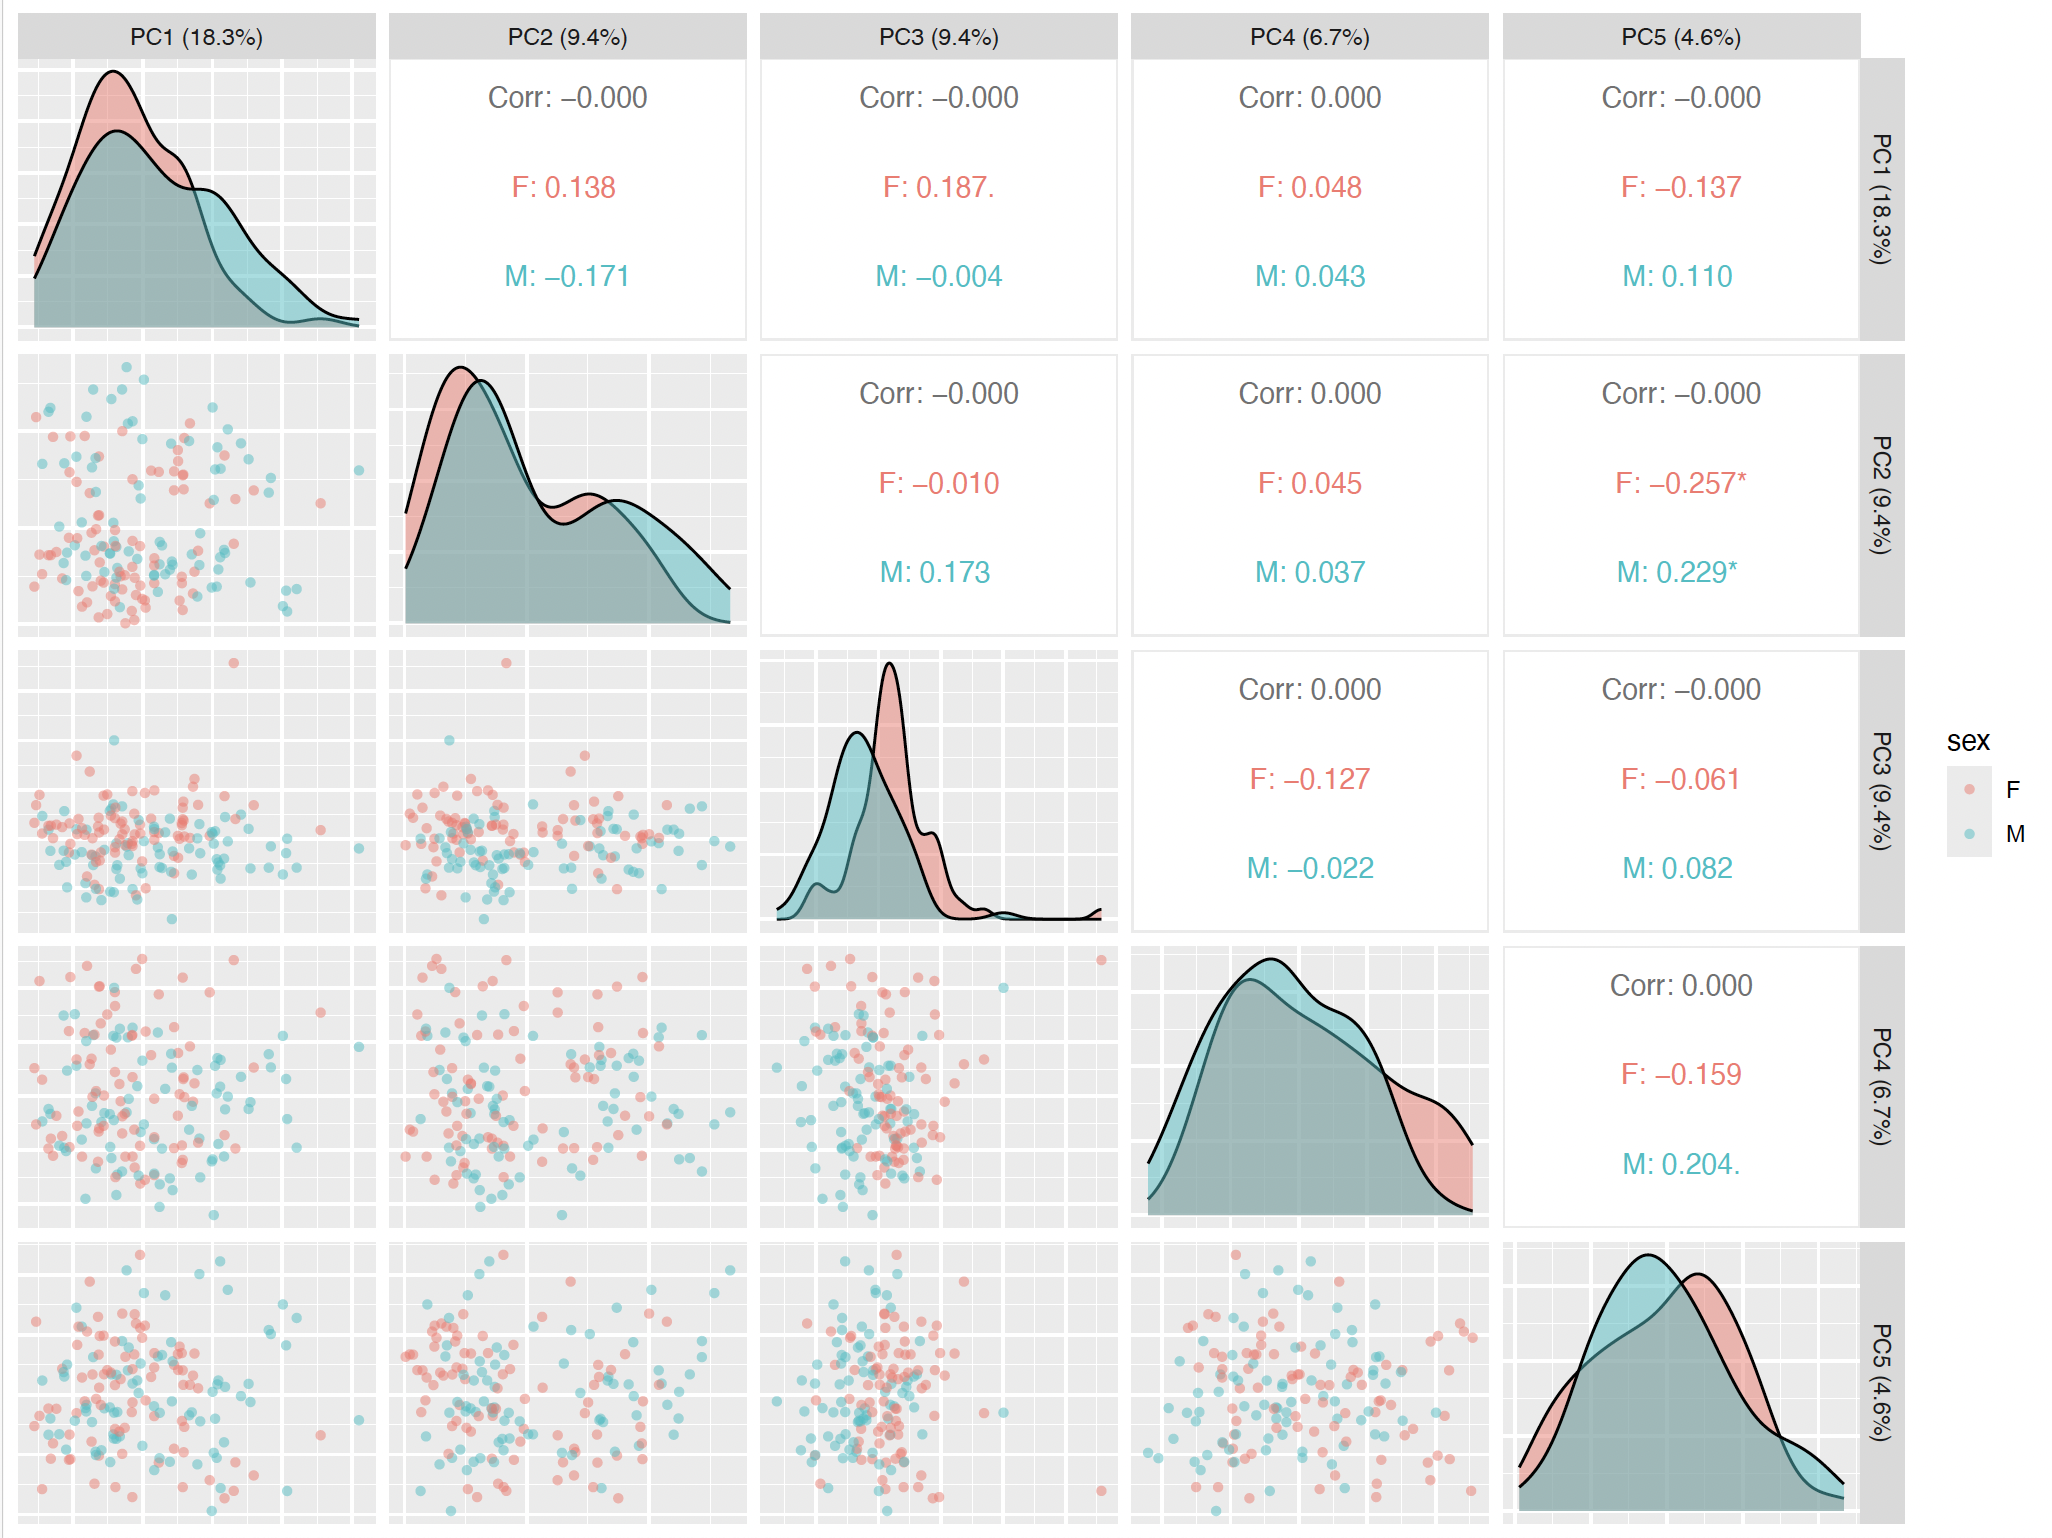 PC1 (18.3%)
PC2 (9.4%)
PC3 (9.4%)
PC4 (6.7%)
PC5 (4.6%)
Corr: −0.000
F: 0.138
M: −0.171
Corr: −0.000
F: 0.187.
M: −0.004
Corr: 0.000
F: 0.048
M: 0.043
Corr: −0.000
F: −0.137
M: 0.110
PC1 (18.3%)
Corr: −0.000
F: −0.010
M: 0.173
Corr: 0.000
F: 0.045
M: 0.037
Corr: −0.000
F: −0.257*
M: 0.229*
PC2 (9.4%)
Corr: 0.000
F: −0.127
M: −0.022
Corr: −0.000
F: −0.061
M: 0.082
PC3 (9.4%)
Corr: 0.000
F: −0.159
M: 0.204.
PC4 (6.7%)
PC5 (4.6%)
sex
F
M